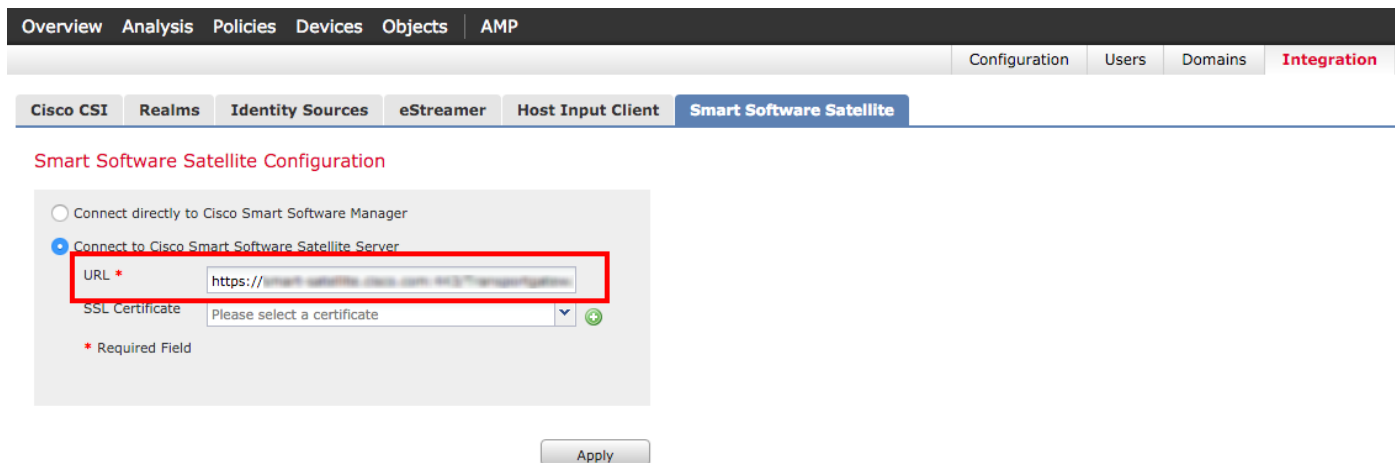 Overview Analysis Policies Devices Objects AMP
Configuration Users Domains Integration
Cisco CSI Realms Identity Sources eStreamer Host Input Client Smart Software Satellite
Smart Software Satellite Configuration
Connect directly to Cisco Smart Software Manager
Connect to Cisco Smart Software Satellite Server
URL * https://
SSL Certificate Please select a certificate
* Required Field
Apply